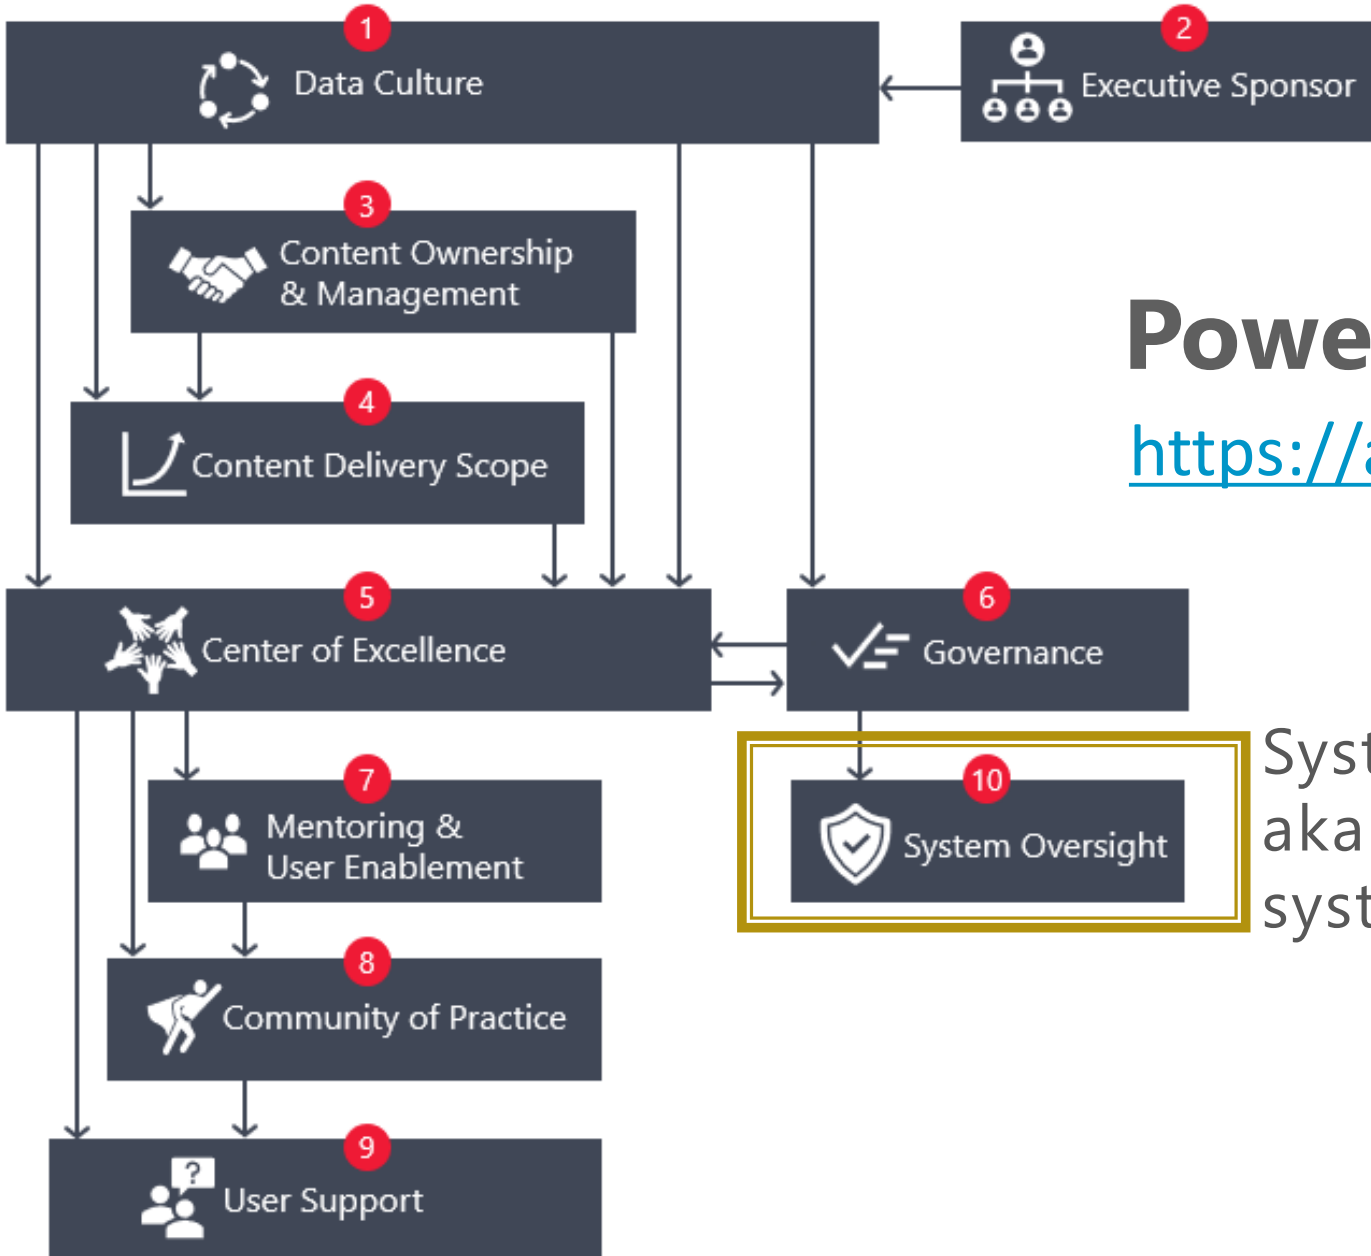 1
Data Culture
2
Executive Sponsor
3
Content Ownership
& Management
Powe
https://a
4
Content Delivery Scope
5
Center of Excellence
6
Governance
7
Mentoring &
User Enablement
10
System Oversight
Syst
aka
syst
8
Community of Practice
9
?
User Support